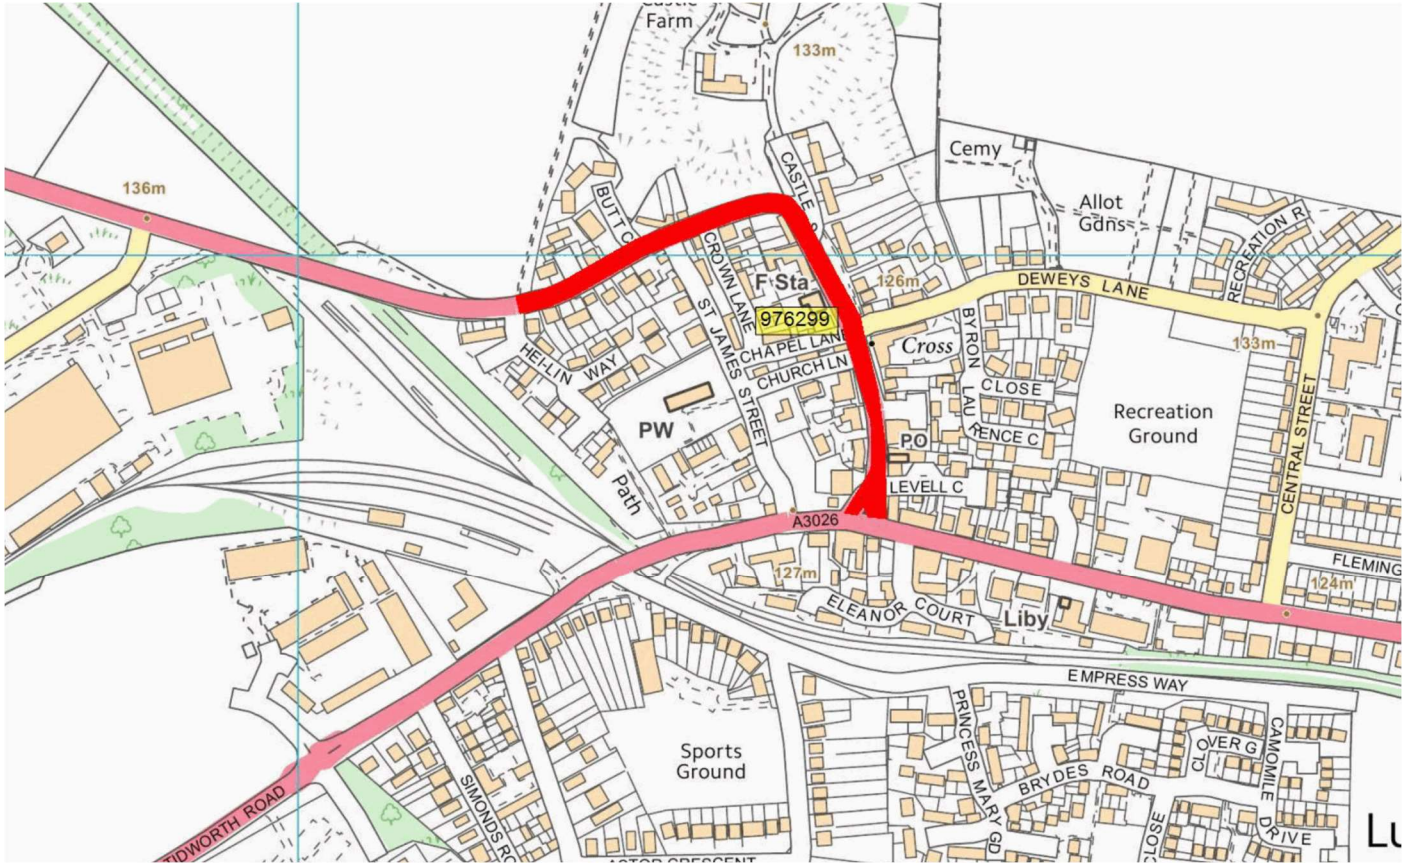 Castle
Farm
133m
Cemy
136m
BUTT C
CASTLE
Allot
Gdns
RECREATION R
CROWN LANE
F Sta
126m
DEWEYS LANE
976299
ST JAMES STREET
CHAPEL LANE
Cross
BYRON
133m
HEI-LIN WAY
CHURCH LN
CLOSE
LAURENCE C
Recreation
Ground
CENTRAL STREET
PW
PO
LEVELL C
Path
A3026
FLEMING
127m
124m
ELEANOR COURT
Liby
EMPRESS WAY
PRINCESS MARY GD
Sports
Ground
CLOVER G
CAMOMILE DRIVE
BRYDES ROAD
SIMONDS RO
TIDWORTH ROAD
CLOSE
Lu
ASTOR CRESCENT